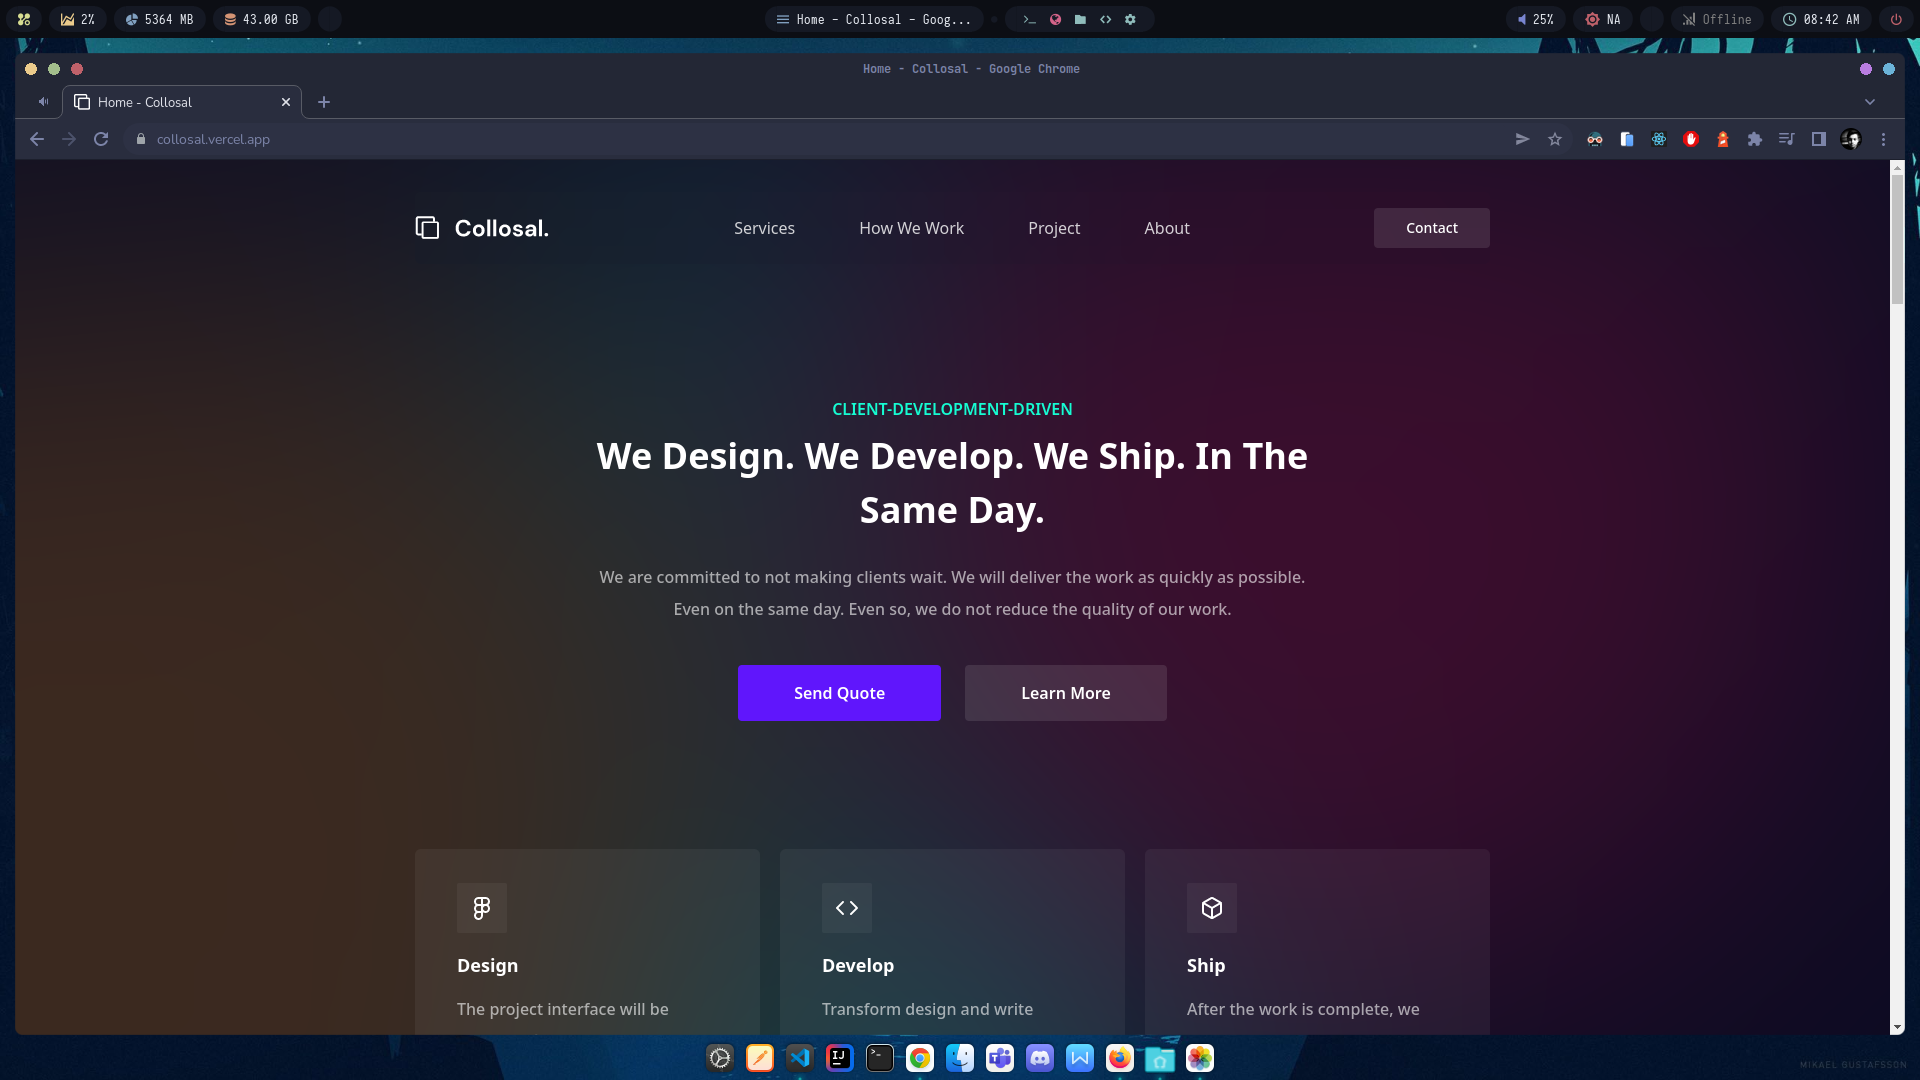 2%
5364 MB
43.00 GB
Home - Collosal - Goog...
25%
NA
Offline
08:42 AM
Home - Collosal - Google Chrome
Home - Collosal
collosal.vercel.app
Collosal.
Services
How We Work
Project
About
Contact
CLIENT-DEVELOPMENT-DRIVEN
We Design. We Develop. We Ship. In The
Same Day.
We are committed to not making clients wait. We will deliver the work as quickly as possible.
Even on the same day. Even so, we do not reduce the quality of our work.
Send Quote
Learn More
Design
The project interface will be
Develop
Transform design and write
Ship
After the work is complete, we
IJ
MIKAEL GUSTAFSSON